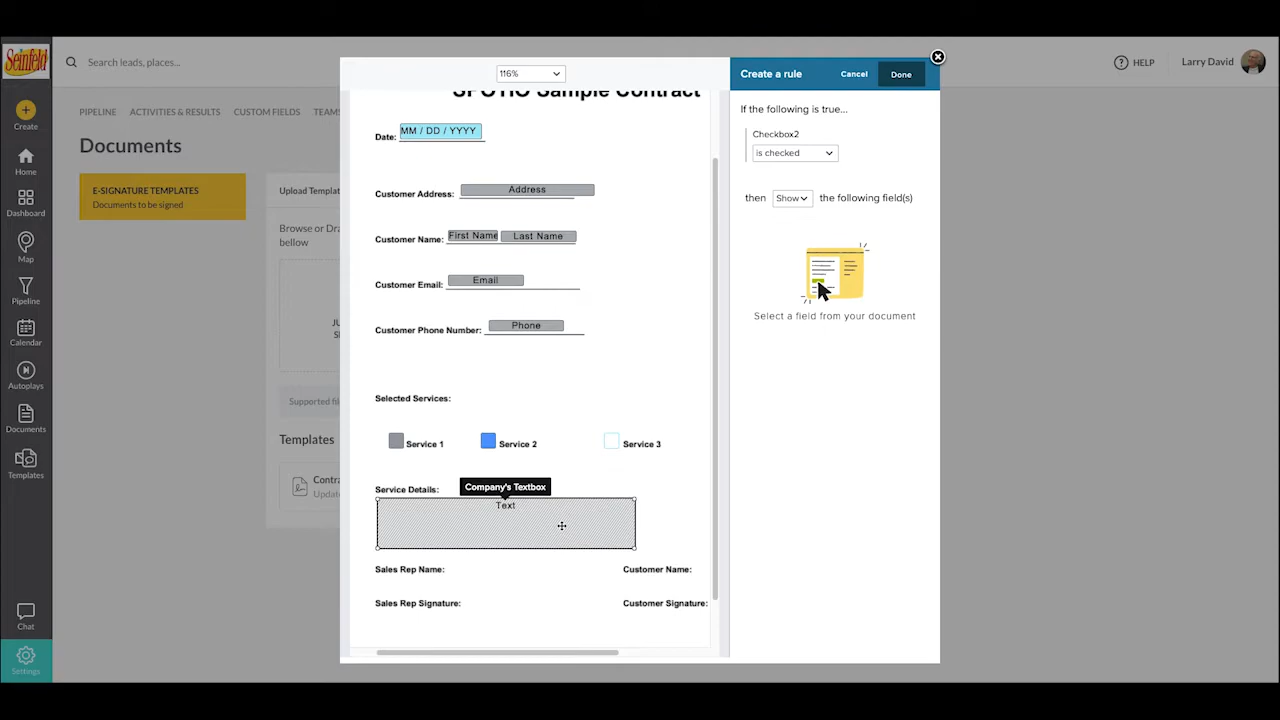 Seinfeld
Search leads, places...
HELP
Larry David
Create
Home
Dashboard
Map
Pipeline
Calendar
Autoplays
Documents
Templates
Chat
Settings
PIPELINE
ACTIVITIES & RESULTS
CUSTOM FIELDS
TEAMS
Documents
E-SIGNATURE TEMPLATES
Documents to be signed
Upload Templat
Browse or Dra
bellow
Supported fil
Templates
Contra
Update
116%
SPOTIO Sample Contract
Date:
MM / DD / YYYY
Customer Address:
Address
Customer Name:
First Name
Last Name
Customer Email:
Email
Customer Phone Number:
Phone
Selected Services:
Service 1
Service 2
Service 3
Service Details:
Company's Textbox
Text
Sales Rep Name:
Customer Name:
Sales Rep Signature:
Customer Signature:
Create a rule
Cancel
Done
If the following is true...
Checkbox2
is checked
then Show the following field(s)
Select a field from your document